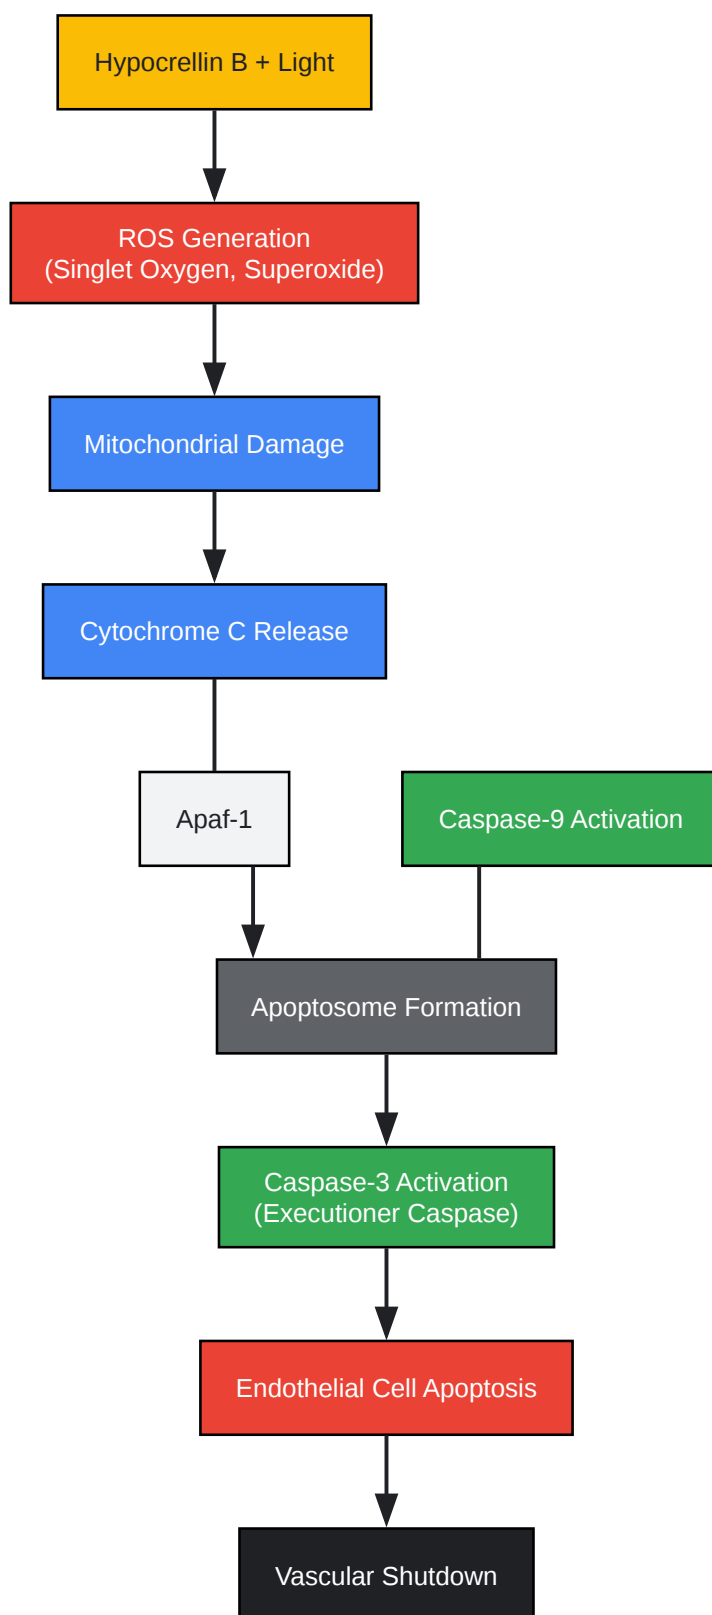 Hypocrellin B + Light
ROS Generation
(Singlet Oxygen, Superoxide)
Mitochondrial Damage
Cytochrome C Release
Apaf-1
Caspase-9 Activation
Apoptosome Formation
Caspase-3 Activation
(Executioner Caspase)
Endothelial Cell Apoptosis
Vascular Shutdown